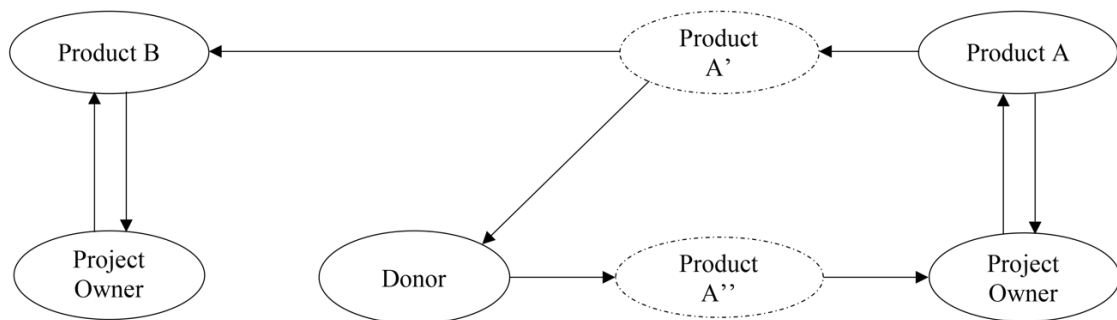 Product B
Product
A’
Product A
Project
Owner
Donor
Product
A’’
Project
Owner